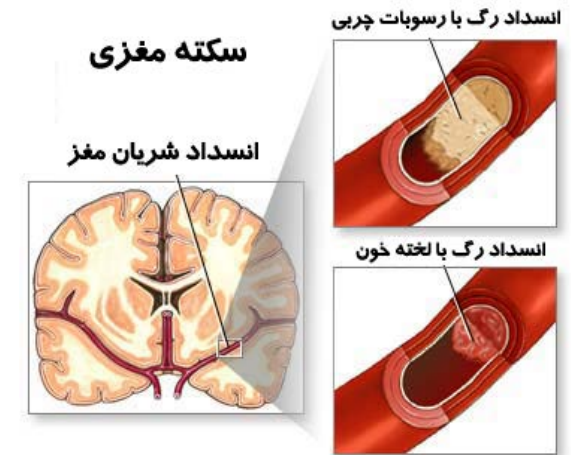 سکته مغزی
انسداد شریان مغز
انسداد رگ با رسوبات چربی
انسداد رگ با لخته خون